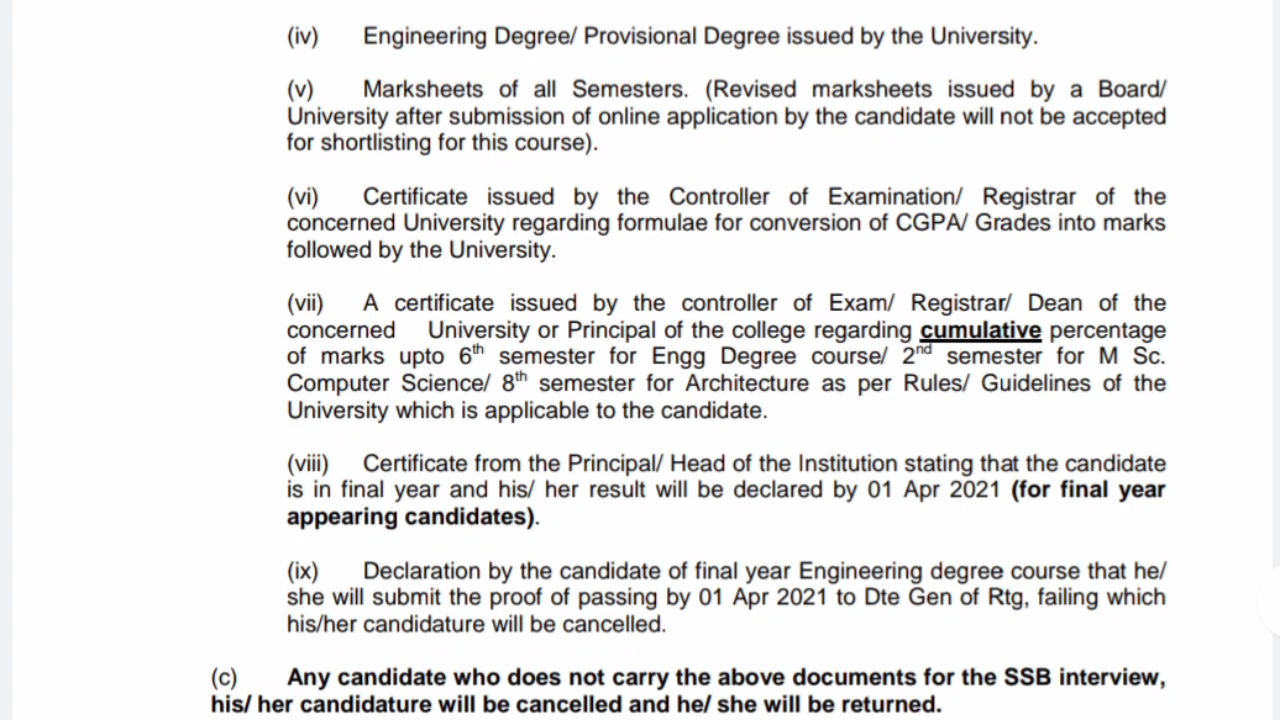 (iv) Engineering Degree/ Provisional Degree issued by the University.
(v) Marksheets of all Semesters. (Revised marksheets issued by a Board/
University after submission of online application by the candidate will not be accepted
for shortlisting for this course).
(vi) Certificate issued by the Controller of Examination/ Registrar of the
concerned University regarding formulae for conversion of CGPA/ Grades into marks
followed by the University.
(vii) A certificate issued by the controller of Exam/ Registrar/ Dean of the
concerned University or Principal of the college regarding cumulative percentage
of marks upto 6th semester for Engg Degree course/ 2nd semester for M Sc.
Computer Science/ 8th semester for Architecture as per Rules/ Guidelines of the
University which is applicable to the candidate.
(viii) Certificate from the Principal/ Head of the Institution stating that the candidate
is in final year and his/ her result will be declared by 01 Apr 2021 (for final year
appearing candidates).
(ix) Declaration by the candidate of final year Engineering degree course that he/
she will submit the proof of passing by 01 Apr 2021 to Dte Gen of Rtg, failing which
his/her candidature will be cancelled.
(c) Any candidate who does not carry the above documents for the SSB interview,
his/ her candidature will be cancelled and he/ she will be returned.